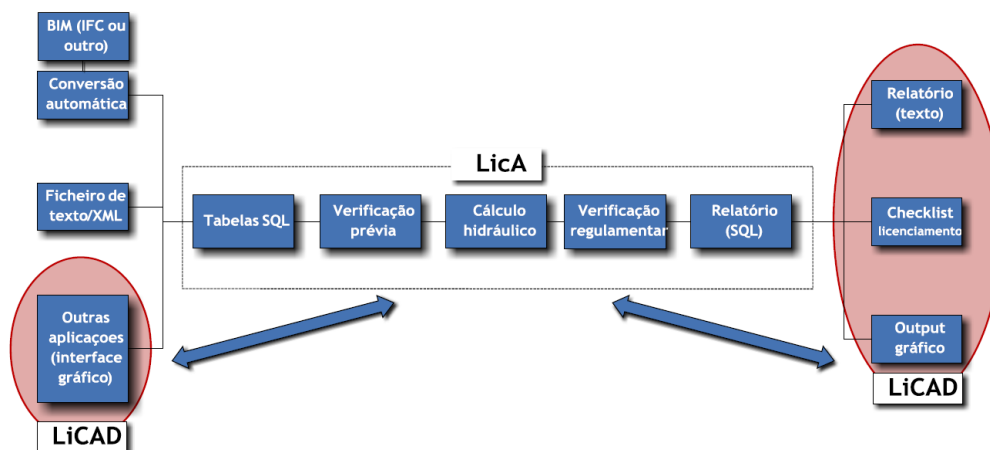 BIM (IFC ou
outro)
Conversão
automática
Ficheiro de
texto/XML
Outras
aplicaçoes
(interface
gráfico)
LiCAD
LicA
Tabelas SQL
Verificação
prévia
Cálculo
hidráulico
Verificação
regulamentar
Relatório
(SQL)
Relatório
(texto)
Checklist
licenciamento
Output
gráfico
LiCAD